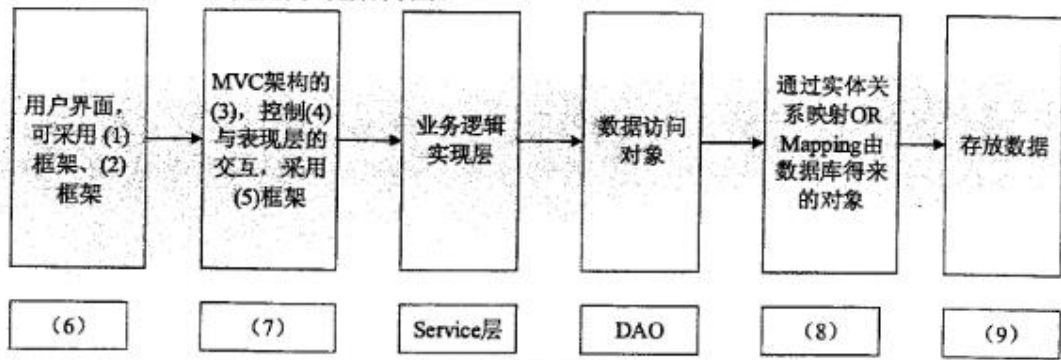 用户界面，
可采用 (1)
框架、(2)
框架
MVC架构的
(3)，控制(4)
与表现层的
交互，采用
(5)框架
业务逻辑
实现层
数据访问
对象
通过实体关
系映射OR
Mapping由
数据库得来
的对象
存放数据
（6）
（7）
Service层
DAO
（8）
（9）